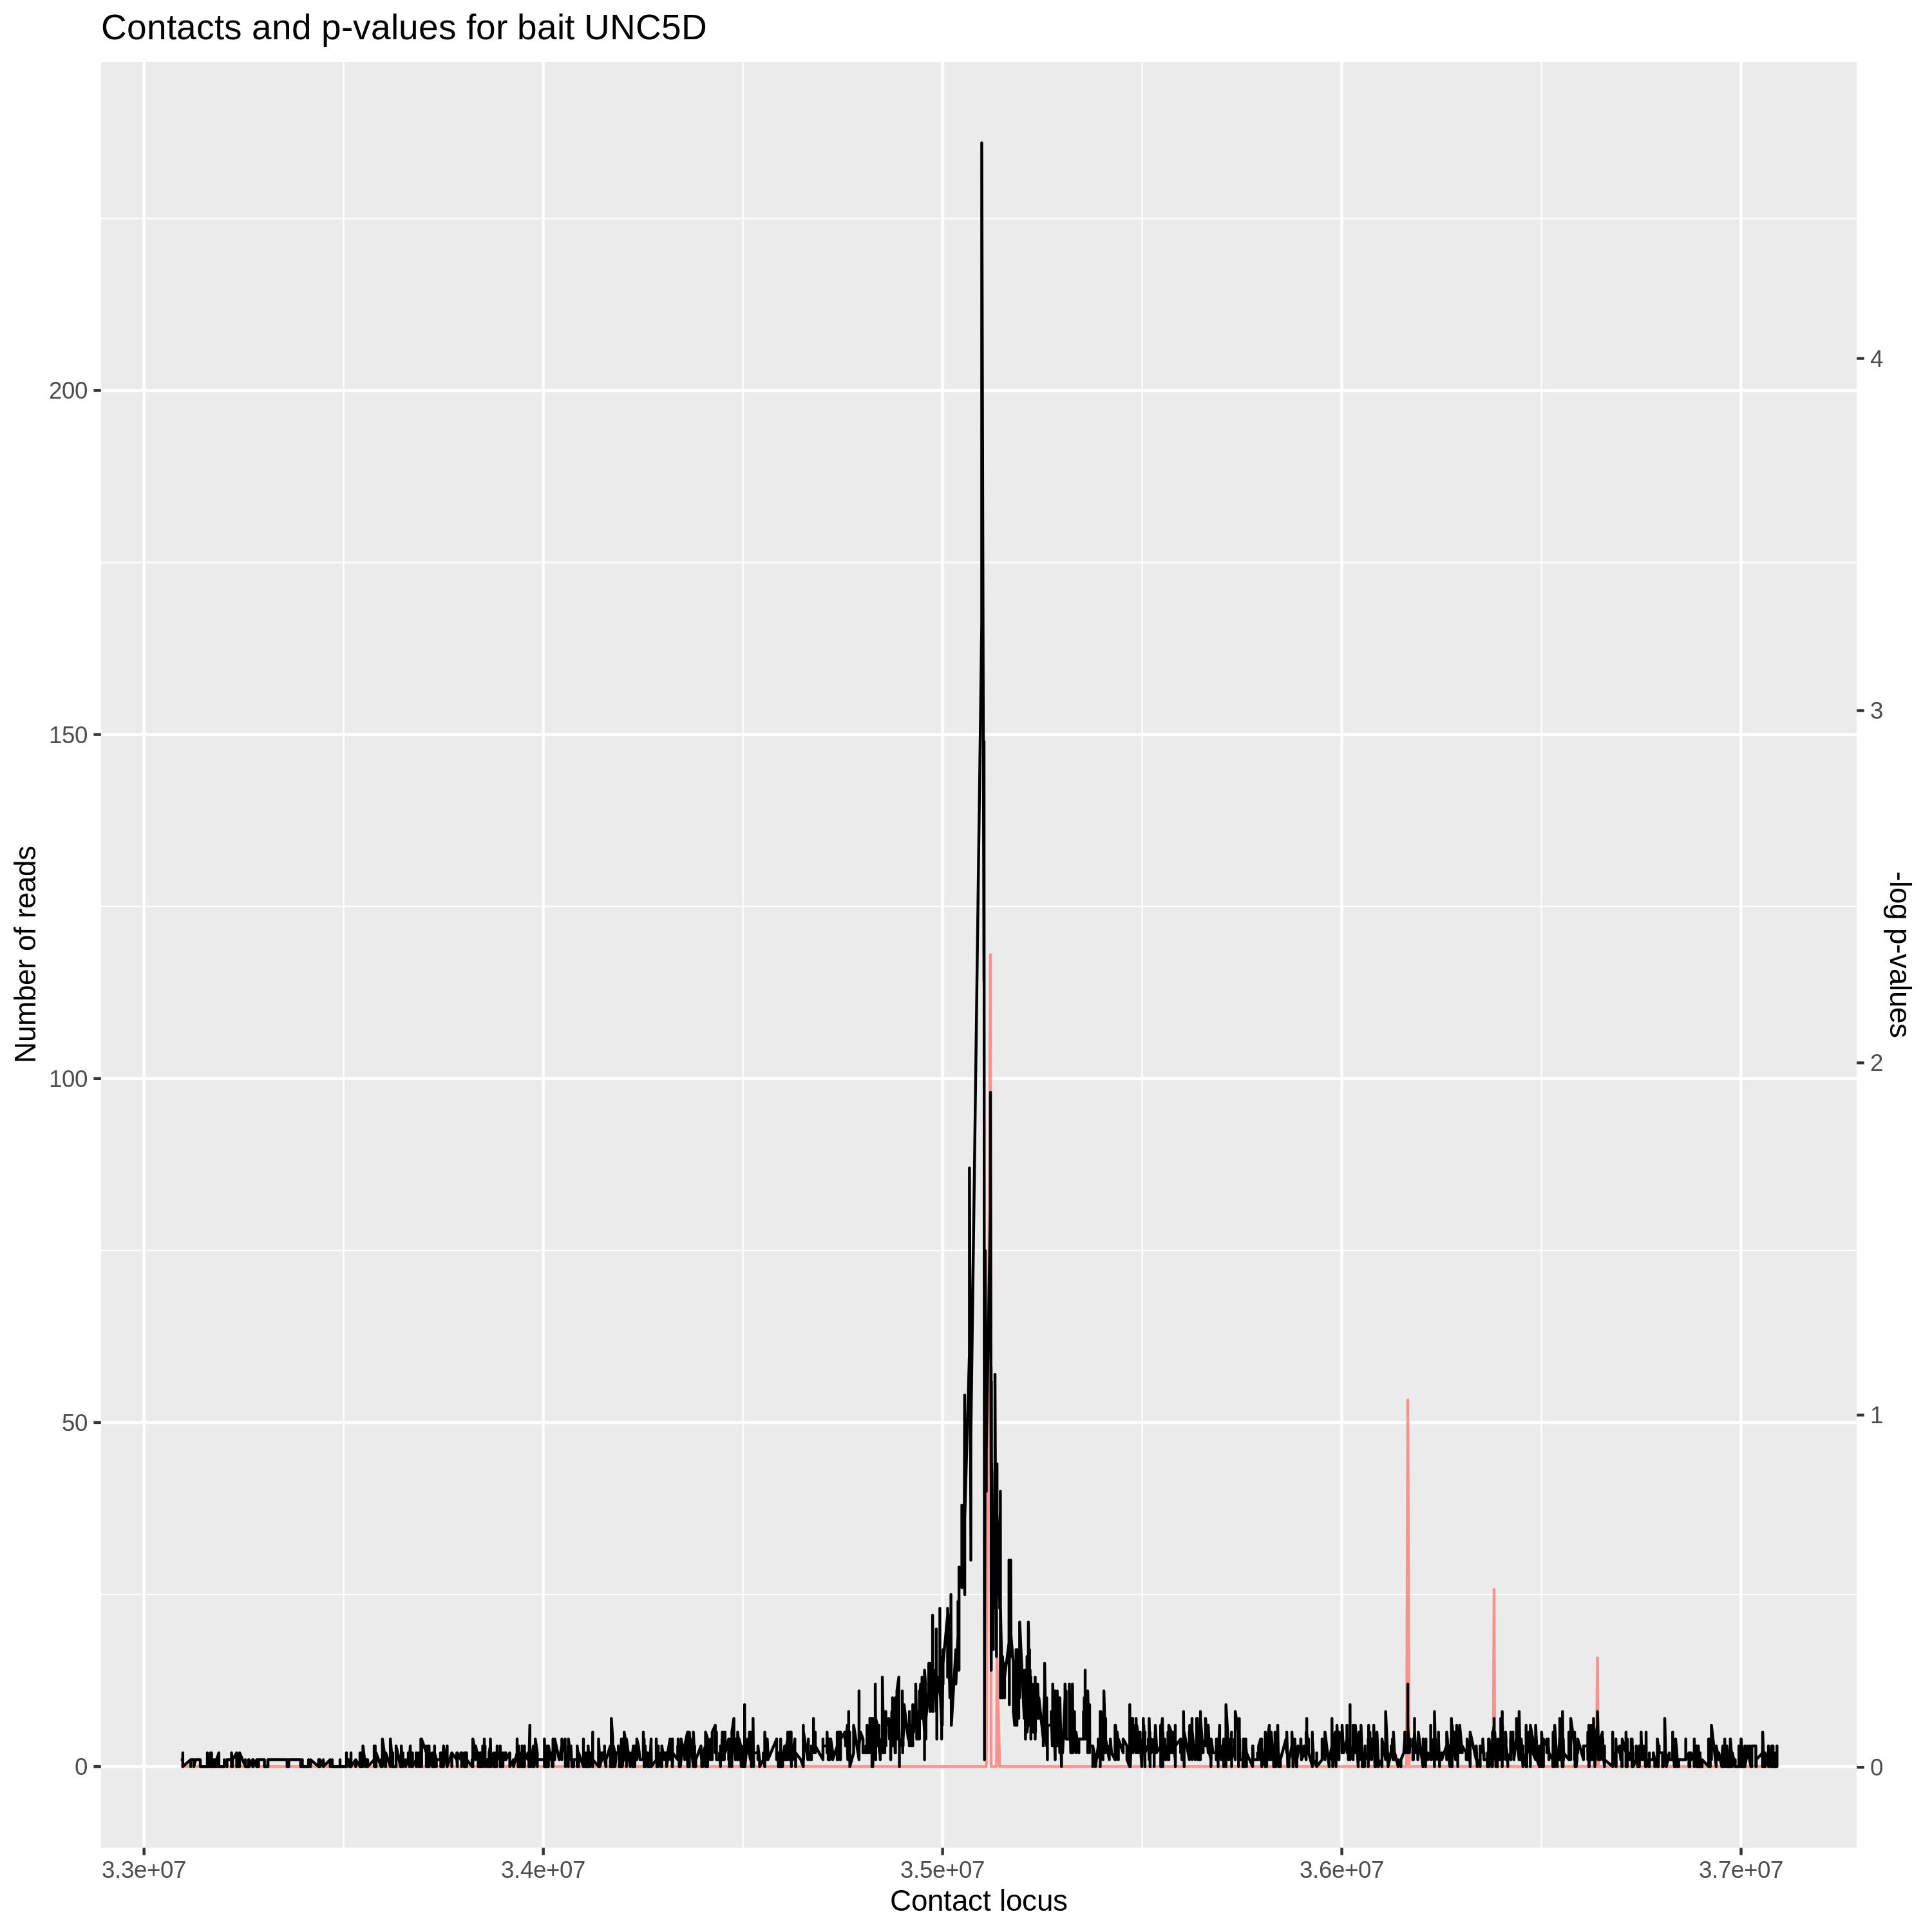 Contacts and p-values for bait UNC5D
Number of reads
200
150
100
50
0
4
3
2
1
0
-log p-values
3.3e+07 3.4e+07 3.5e+07 3.6e+07 3.7e+07
Contact locus